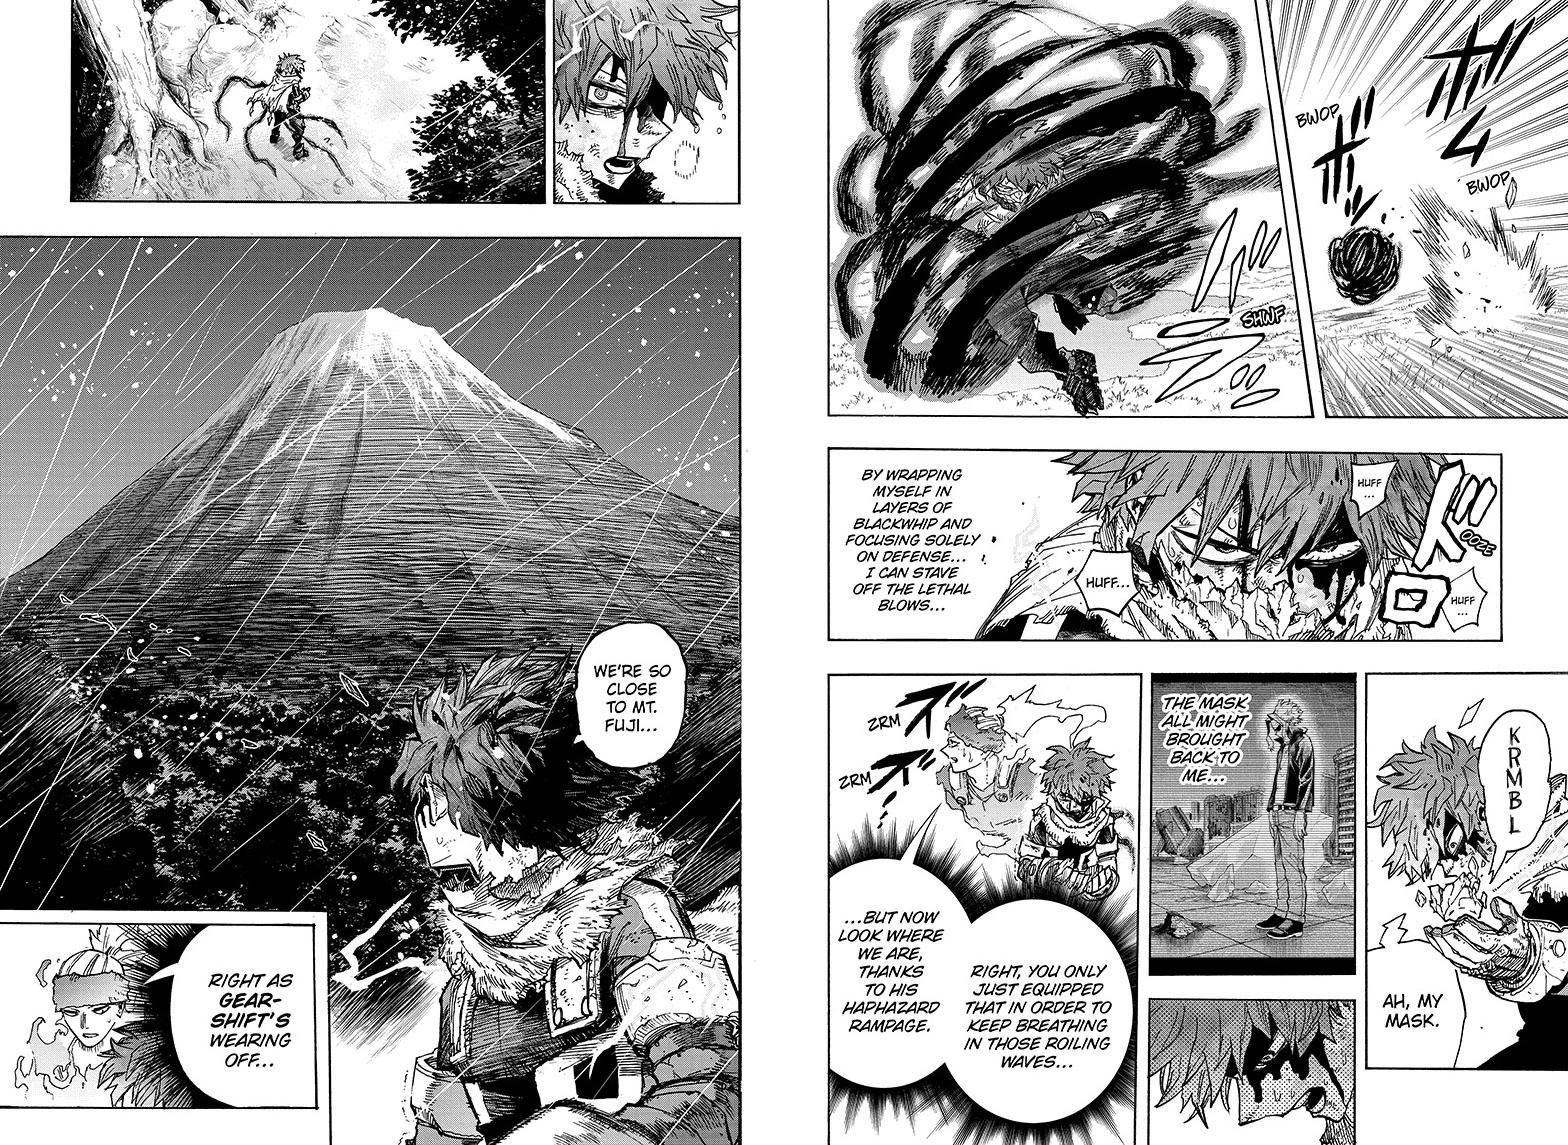 BWOP
BWOP
SHWF
BY WRAPPING
MYSELF IN
LAYERS OF
BLACKWHIP AND
FOCUSING SOLELY
ON DEFENSE...
I CAN STAVE
OFF THE LETHAL
BLOWS...
HUFF
...
HUFF...
HUFF
...
ド
ロ
OOZE
KRMBL
AH, MY
MASK.
THE MASK
ALL MIGHT
BROUGHT
BACK TO
ME...
RIGHT, YOU ONLY
JUST EQUIPPED
THAT IN ORDER TO
KEEP BREATHING
IN THOSE ROILING
WAVES...
ZRM
ZRM
...BUT NOW
LOOK WHERE
WE ARE,
THANKS
TO HIS
HAPHAZARD
RAMPAGE.
WE'RE SO
CLOSE
TO MT.
FUJI...
RIGHT AS
GEAR-
SHIFT'S
WEARING
OFF...